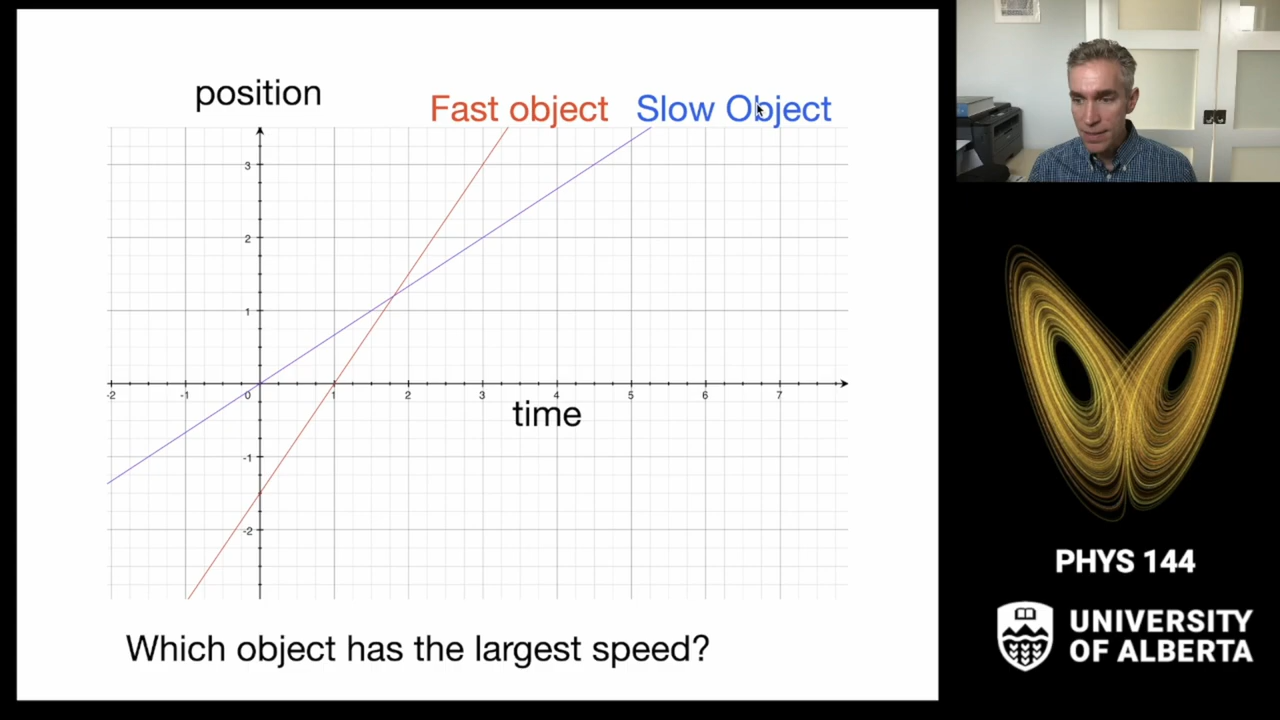 position
Fast object
Slow Object
3
2
1
-2
-1
0
1
2
3
4
5
6
7
time
-1
-2
Which object has the largest speed?
PHYS 144
UNIVERSITY
OF ALBERTA